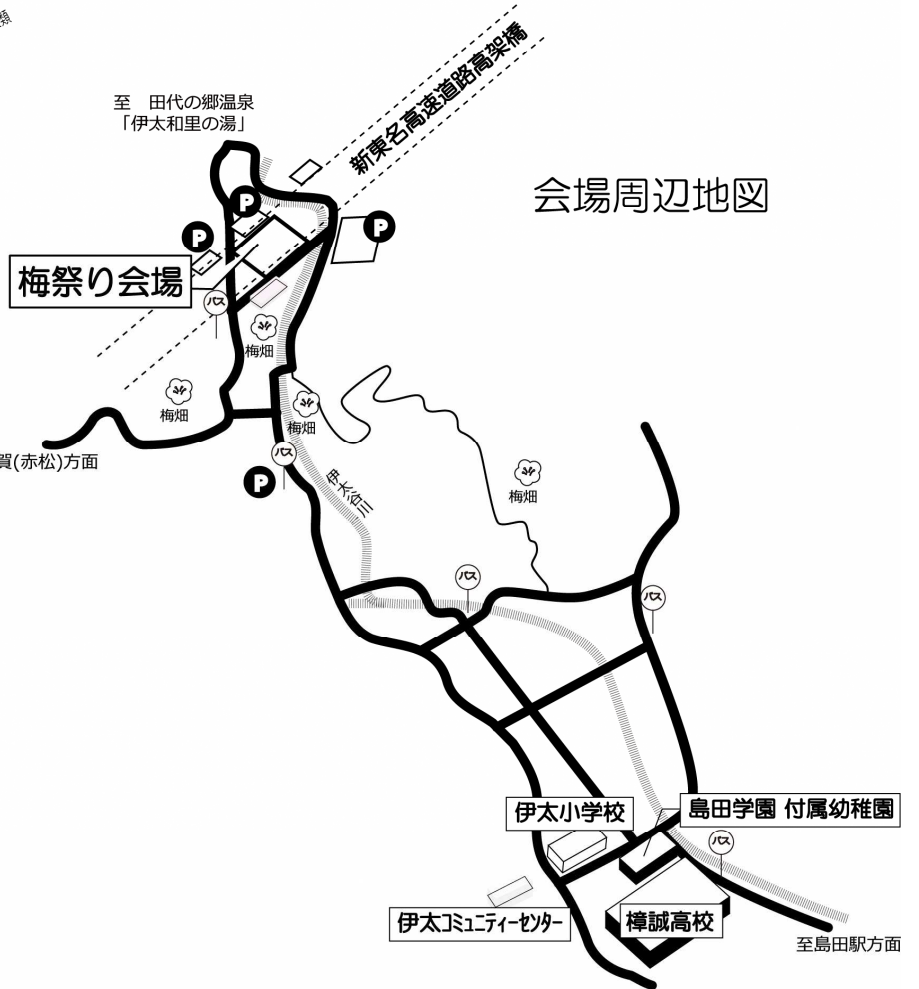 類
新東名高速道路高架橋
至 田代の郷温泉
「伊太和里の湯」
会場周辺地図
P
P
P
梅祭り会場
バス
梅
梅畑
梅
梅畑
梅
梅畑
賀(赤松)方面
バス
P
伊太谷川
梅
梅畑
バス
バス
伊太小学校
島田学園 付属幼稚園
バス
伊太コミュニティーセンター
樟誠高校
至島田駅方面